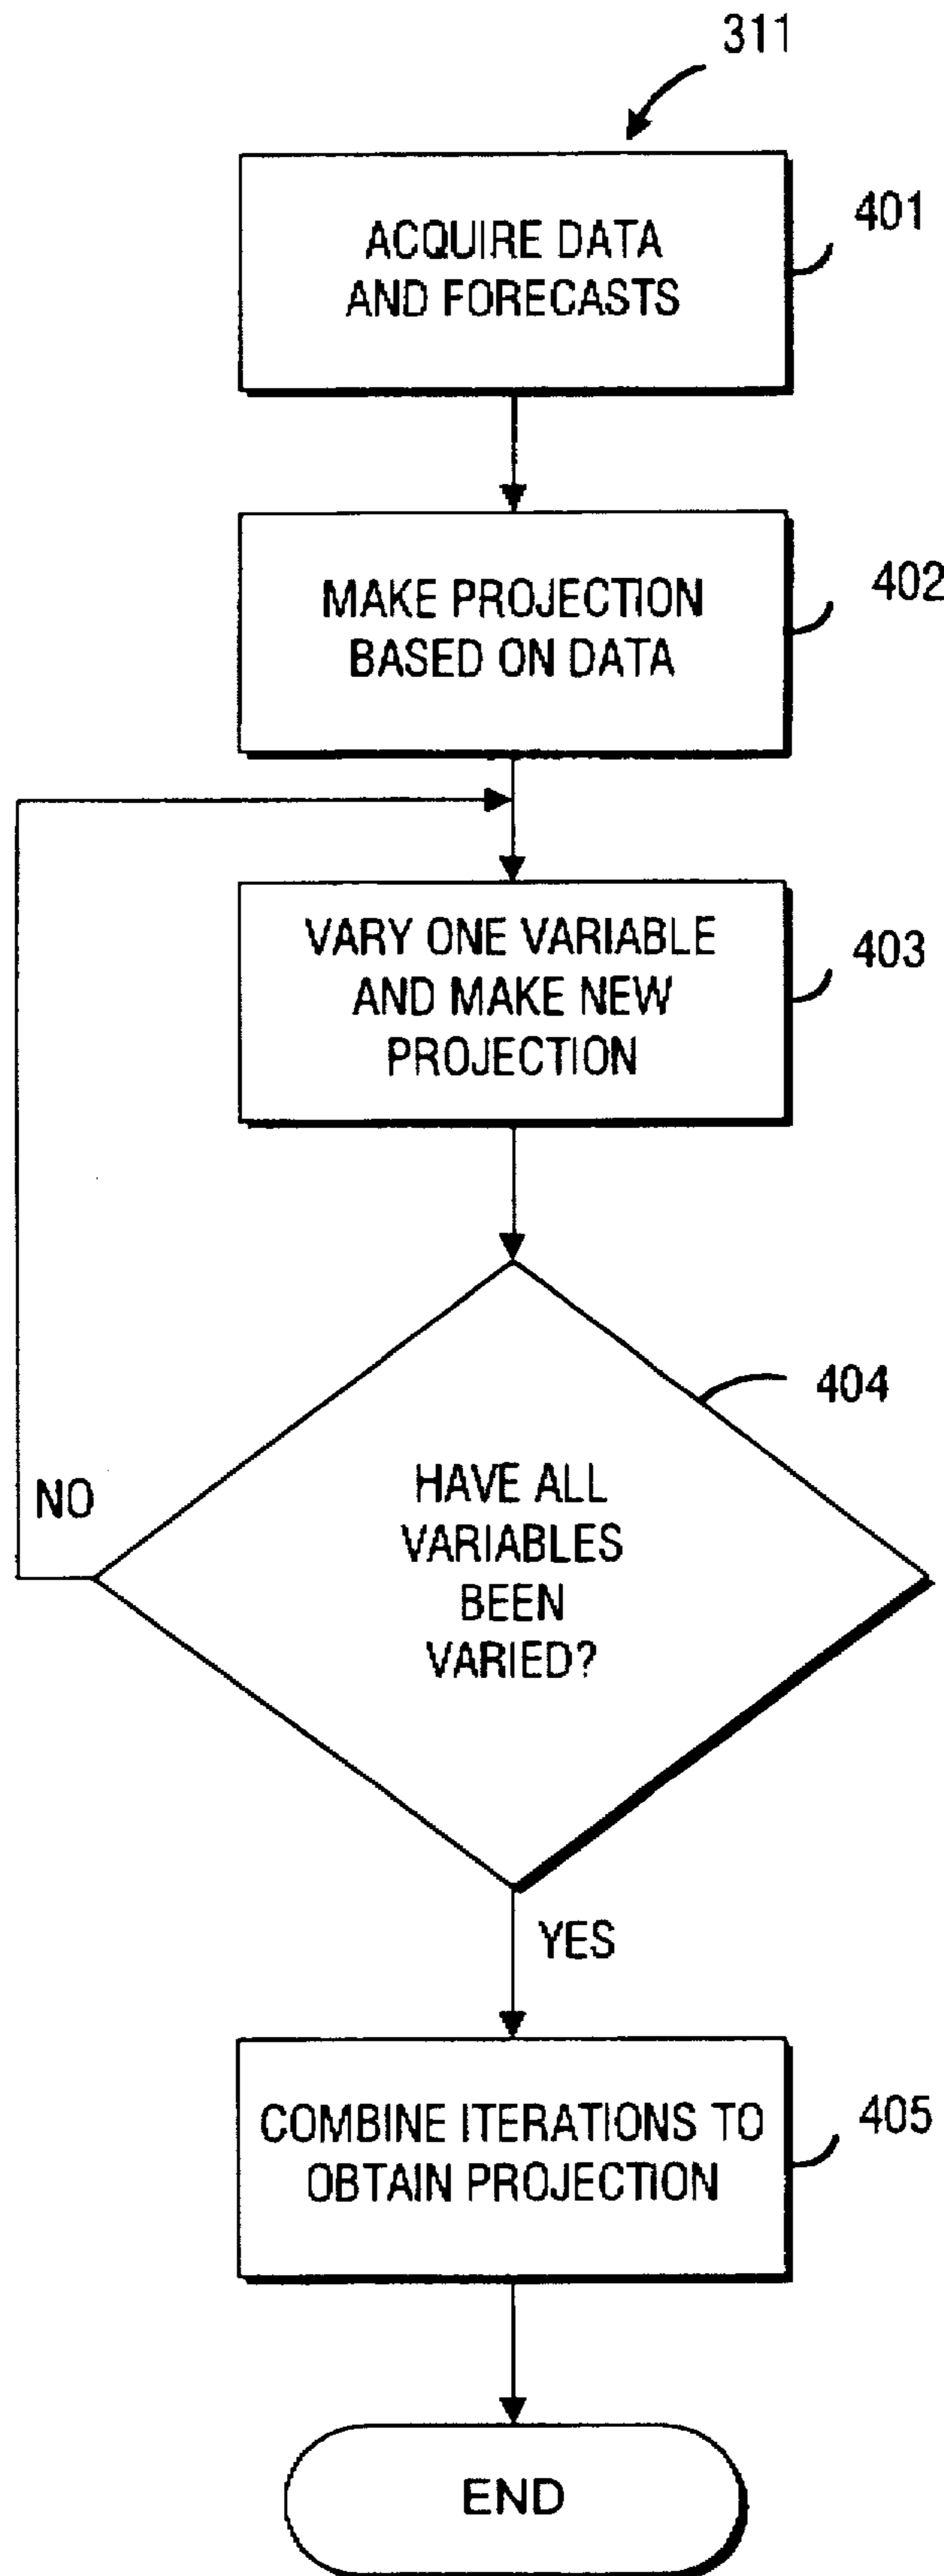 311
ACQUIRE DATA
AND FORECASTS
401
MAKE PROJECTION
BASED ON DATA
402
VARY ONE VARIABLE
AND MAKE NEW
PROJECTION
403
404
HAVE ALL
VARIABLES
BEEN
VARIED?
NO
YES
COMBINE ITERATIONS TO
OBTAIN PROJECTION
405
END